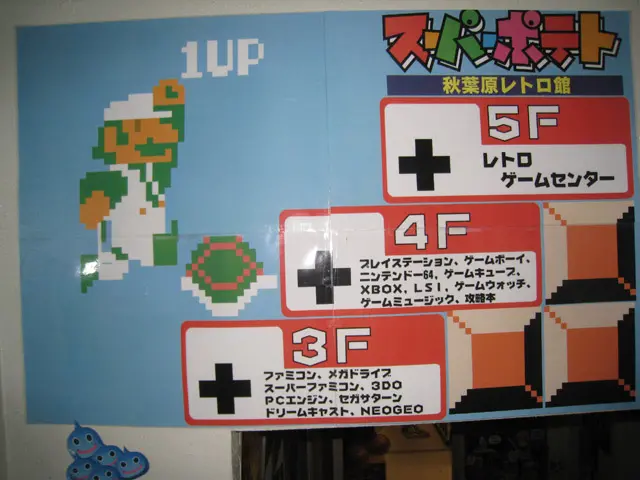 1UP
スーパーポテト
秋葉原レトロ館
5F
レトロ
ゲームセンター
4F
プレイステーション、ゲームボーイ、
ニンテンドー64、ゲームキューブ、
XBOX、LSI、ゲームウォッチ、
ゲームミュージック、攻略本
3F
ファミコン、メガドライブ
スーパーファミコン、3DO
PCエンジン、セガサターン
ドリームキャスト、NEOGEO